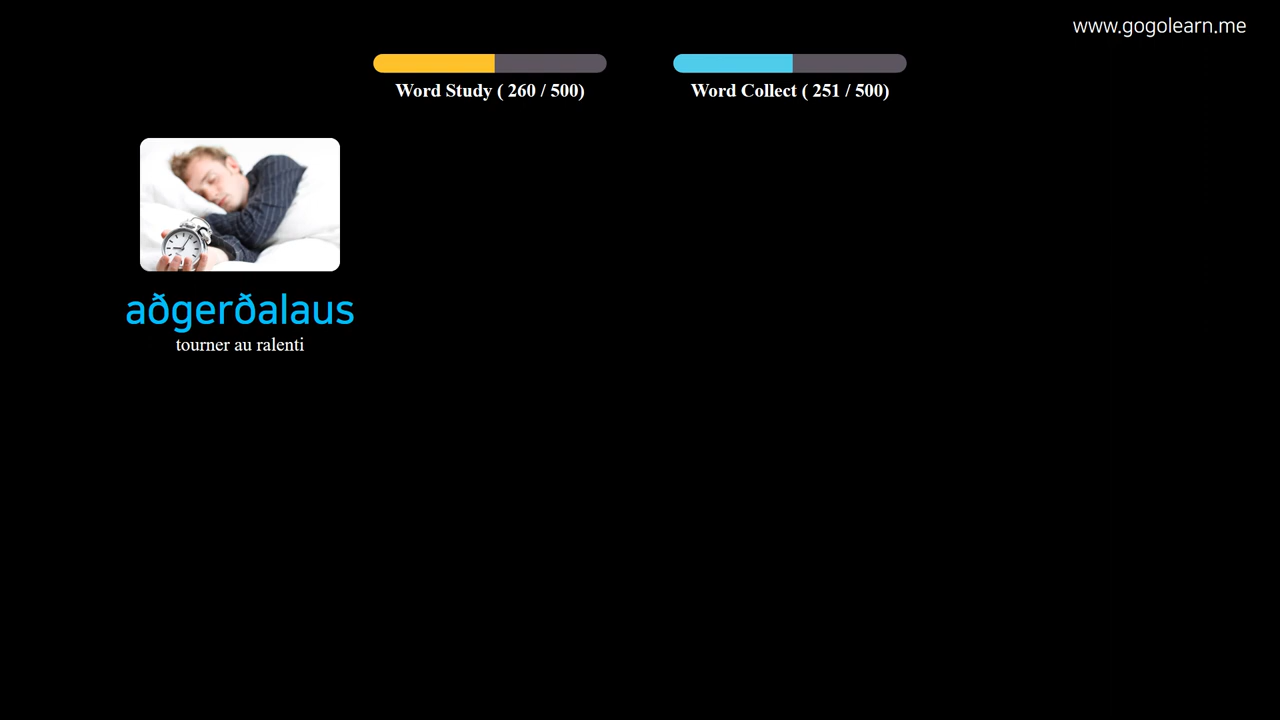 www.gogolearn.me
Word Study ( 260 / 500)
Word Collect ( 251 / 500)
aðgerðalaus
tourner au ralenti